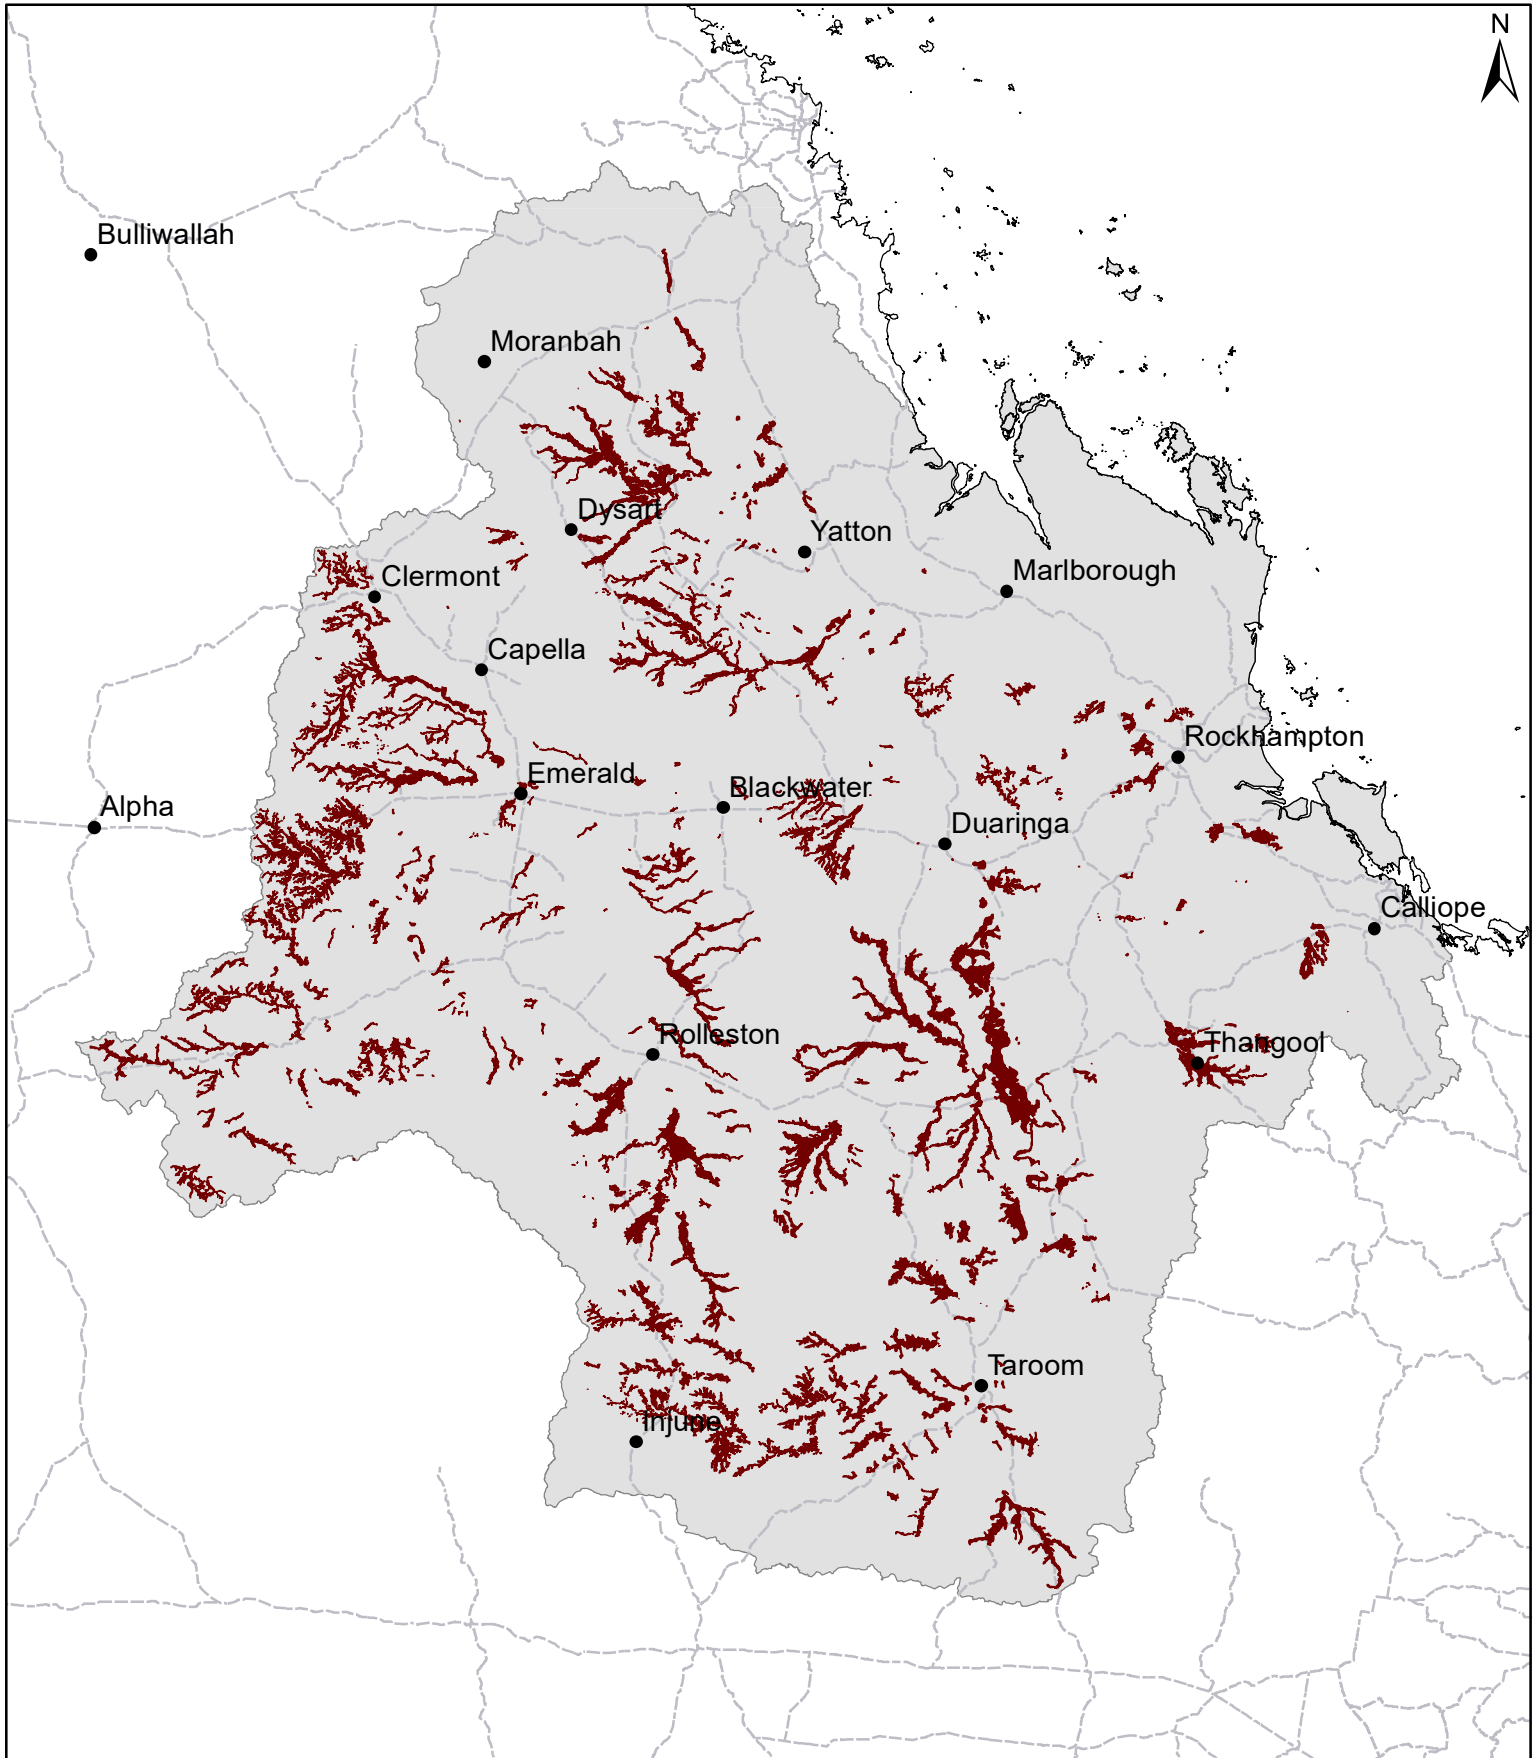 N
Bulliwallah
Moranbah
Dysart
Yatton
Clermont
Marlborough
Capella
Rockhampton
Emerald
Blackwater
Alpha
Duaringa
Calliope
Rolleston
Thangool
Taroom
Injune